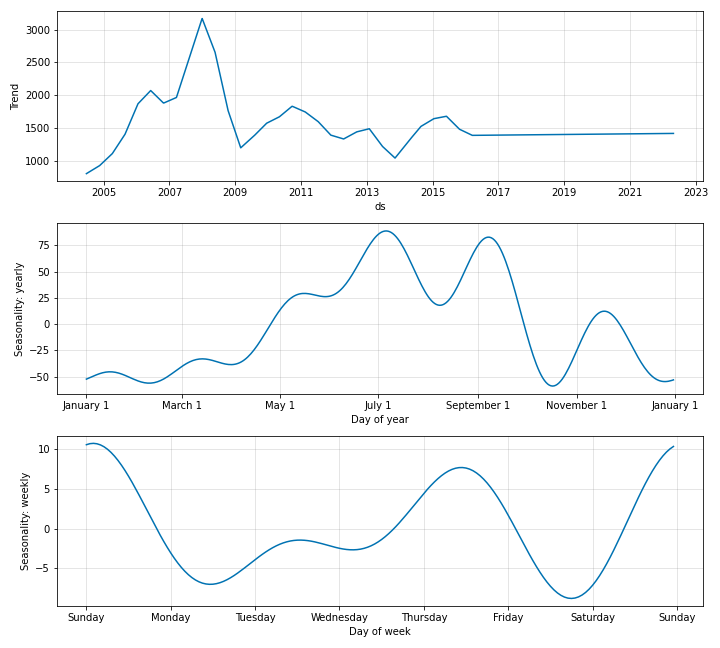 3000
2500
2000
1500
1000
Trend
2005 2007 2009 2011 2013 2015 2017 2019 2021 2023
ds
75
50
25
0
−25
−50
Seasonality: yearly
January 1 March 1 May 1 July 1 September 1 November 1 January 1
Day of year
10
5
0
−5
Seasonality: weekly
Sunday Monday Tuesday Wednesday Thursday Friday Saturday Sunday
Day of week